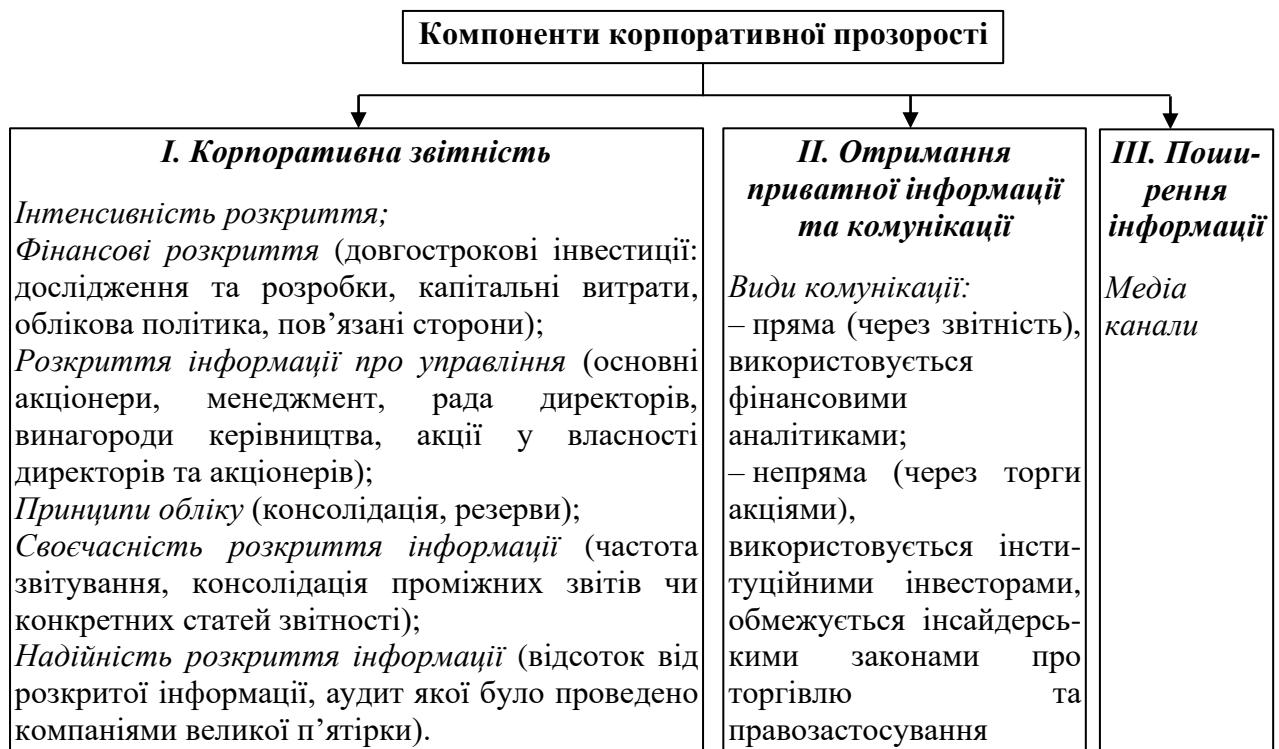 Компоненти корпоративної прозорості
І. Корпоративна звітність
Інтенсивність розкриття;
Фінансові розкриття (довгострокові інвестиції:
дослідження та розробки, капітальні витрати,
облікова політика, пов’язані сторони);
Розкриття інформації про управління (основні
акціонери, менеджмент, рада директорів,
винагороди керівництва, акції у власності
директорів та акціонерів);
Принципи обліку (консолідація, резерви);
Своєчасність розкриття інформації (частота
звітування, консолідація проміжних звітів чи
конкретних статей звітності);
Надійність розкриття інформації (відсоток від
розкритої інформації, аудит якої було проведено
компаніями великої п’ятірки).
ІІ. Отримання
приватної інформації
та комунікації
Види комунікації:
– пряма (через звітність),
використовується
фінансовими
аналітиками;
– непряма (через торги
акціями),
використовується інсти-
туційними інвесторами,
обмежується інсайдерсь-
кими законами про
торгівлю та
правозастосування
ІІІ. Поши-
рення
інформації
Медіа
канали